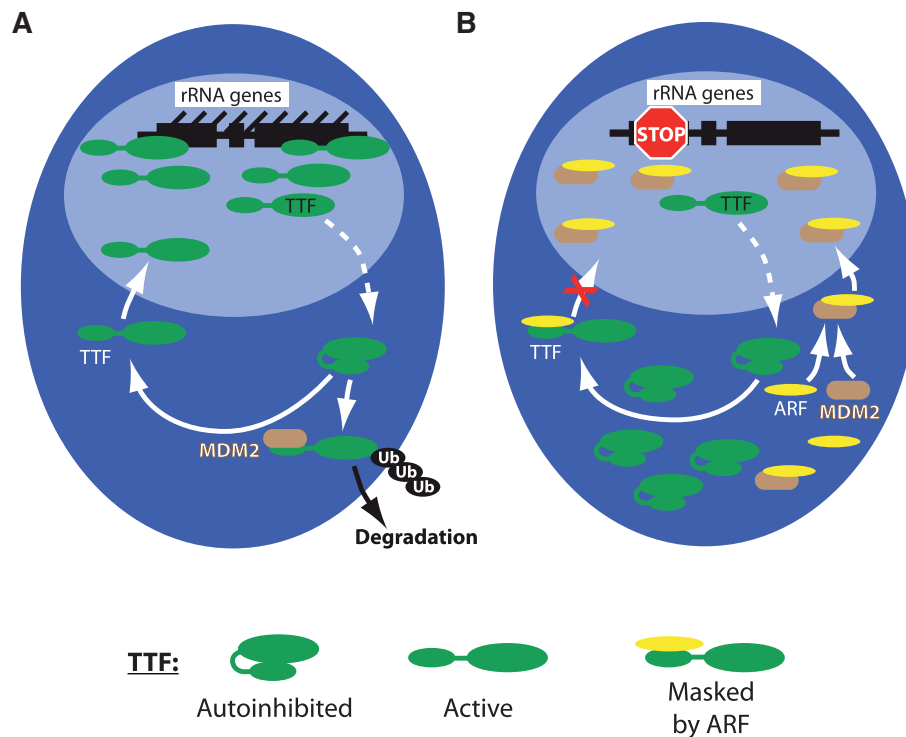 A
rRNA genes
TTF
TTF
MDM2
Ub
Ub
Ub
Degradation
B
rRNA genes
STOP
TTF
TTF
ARF
MDM2
TTF:
Autoinhibited
Active
Masked
by ARF